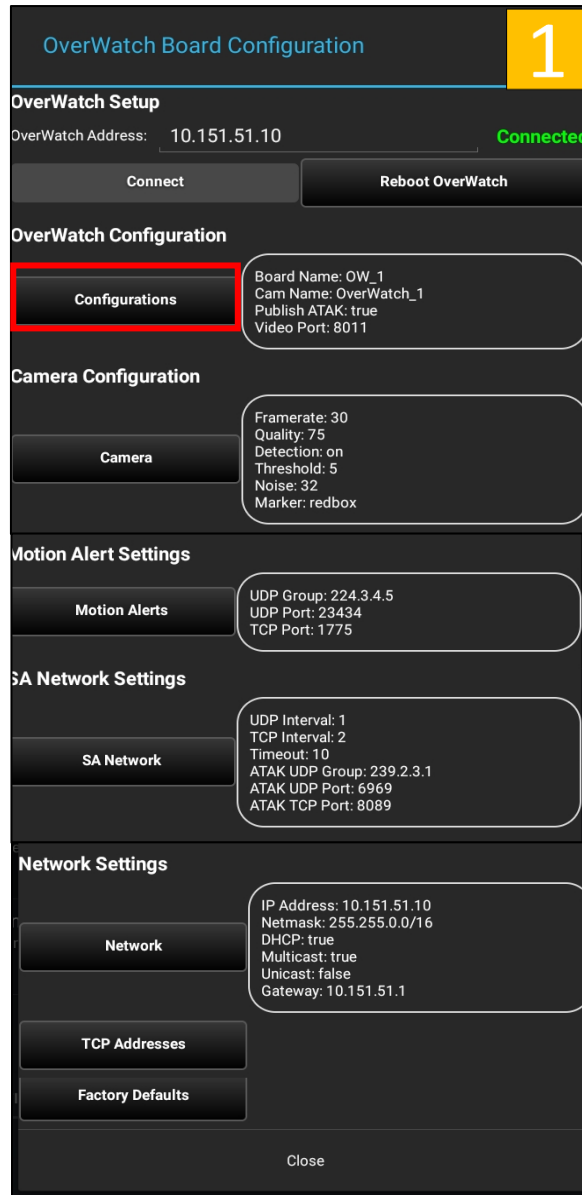 OverWatch Board Configuration
1
OverWatch Setup
OverWatch Address: 10.151.51.10 Connected
Connect Reboot OverWatch
OverWatch Configuration
Configurations
Board Name: OW_1
Cam Name: OverWatch_1
Publish ATAK: true
Video Port: 8011
Camera Configuration
Camera
Framerate: 30
Quality: 75
Detection: on
Threshold: 5
Noise: 32
Marker: redbox
Motion Alert Settings
Motion Alerts
UDP Group: 224.3.4.5
UDP Port: 23434
TCP Port: 1775
SA Network Settings
SA Network
UDP Interval: 1
TCP Interval: 2
Timeout: 10
ATAK UDP Group: 239.2.3.1
ATAK UDP Port: 6969
ATAK TCP Port: 8089
Network Settings
Network
IP Address: 10.151.51.10
Netmask: 255.255.0.0/16
DHCP: true
Multicast: true
Unicast: false
Gateway: 10.151.51.1
TCP Addresses
Factory Defaults
Close